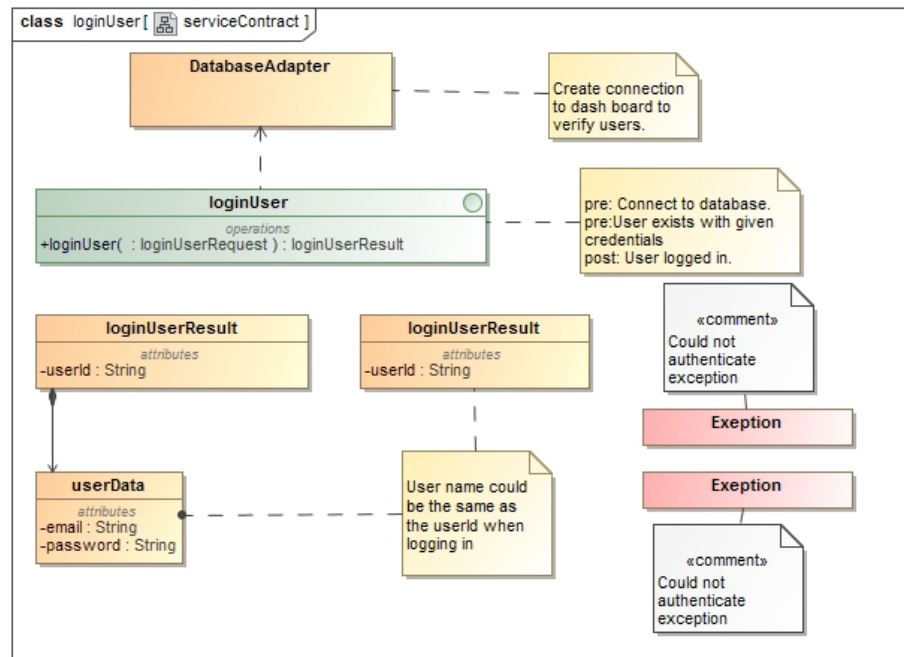 class loginUser [ serviceContract ]
DatabaseAdapter
Create connection
to dash board to
verify users.
loginUser
operations
+loginUser( : loginUserRequest ) : loginUserResult
pre: Connect to database.
pre:User exists with given
credentials
post: User logged in.
loginUserResult
attributes
-userId : String
loginUserResult
attributes
-userId : String
«comment»
Could not
authenticate
exception
Exeption
userData
attributes
-email : String
-password : String
User name could
be the same as
the userId when
logging in
Exeption
«comment»
Could not
authenticate
exception